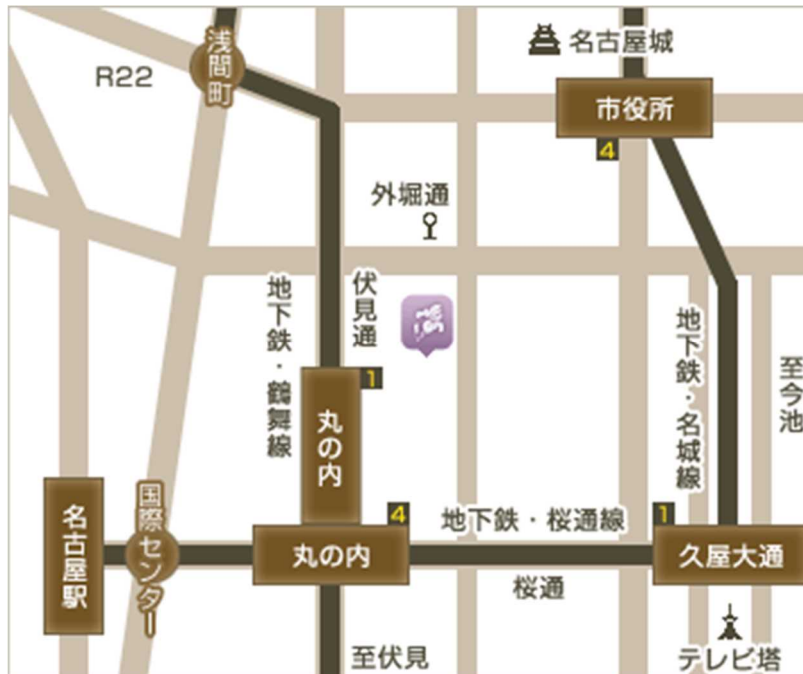 浅間町
R22
名古屋城
市役所
4
外堀通
地下鉄・鶴舞線
伏見通
1
丸の内
地下鉄・名城線
至今池
名古屋駅
国際センター
4
丸の内
地下鉄・桜通線
1
久屋大通
桜通
至伏見
テレビ塔